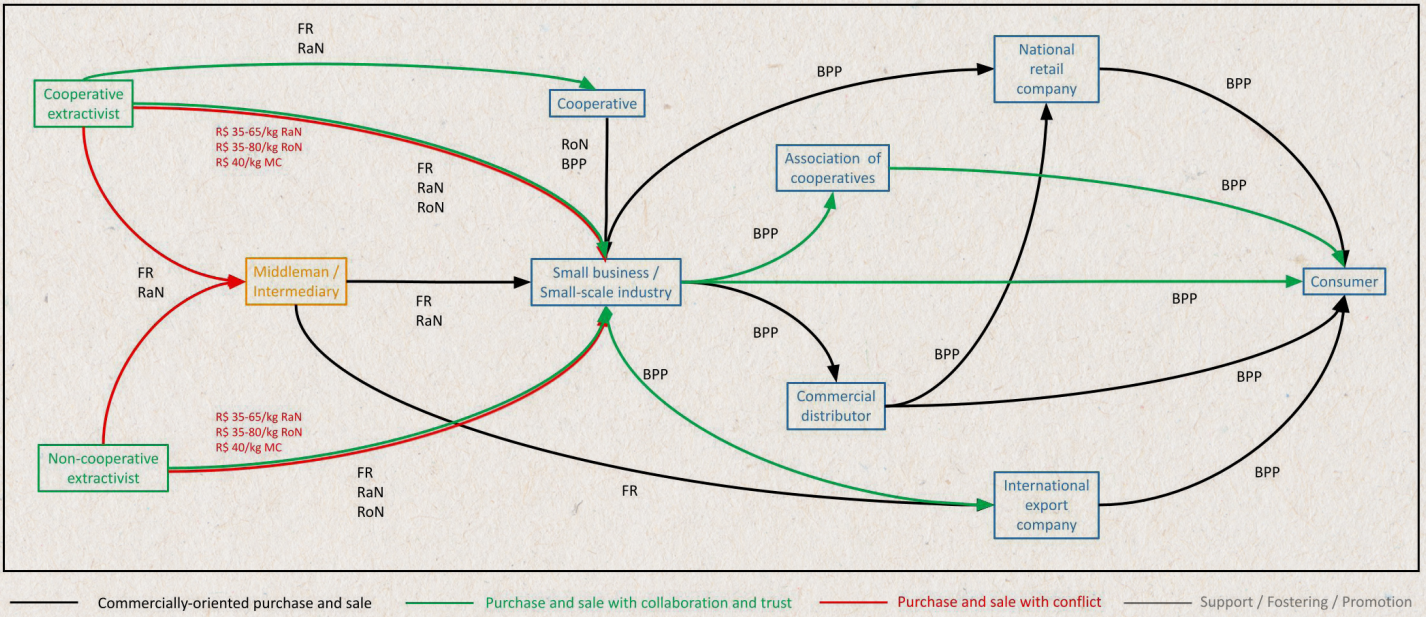 FR
RaN
Cooperative
extractivist
Cooperative
R$ 35-65/kg RaN
R$ 35-80/kg RoN
R$ 40/kg MC
FR
RaN
RoN
RoN
BPP
BPP
National
retail
company
BPP
Association of
cooperatives
BPP
BPP
FR
RaN
Middleman /
Intermediary
FR
RaN
Small business /
Small-scale industry
BPP
Consumer
BPP
BPP
BPP
BPP
Commercial
distributor
R$ 35-65/kg RaN
R$ 35-80/kg RoN
R$ 40/kg MC
Non-cooperative
extractivist
FR
RaN
RoN
FR
International
export
company
BPP
Commercially-oriented purchase and sale
Purchase and sale with collaboration and trust
Purchase and sale with conflict
Support / Fostering / Promotion